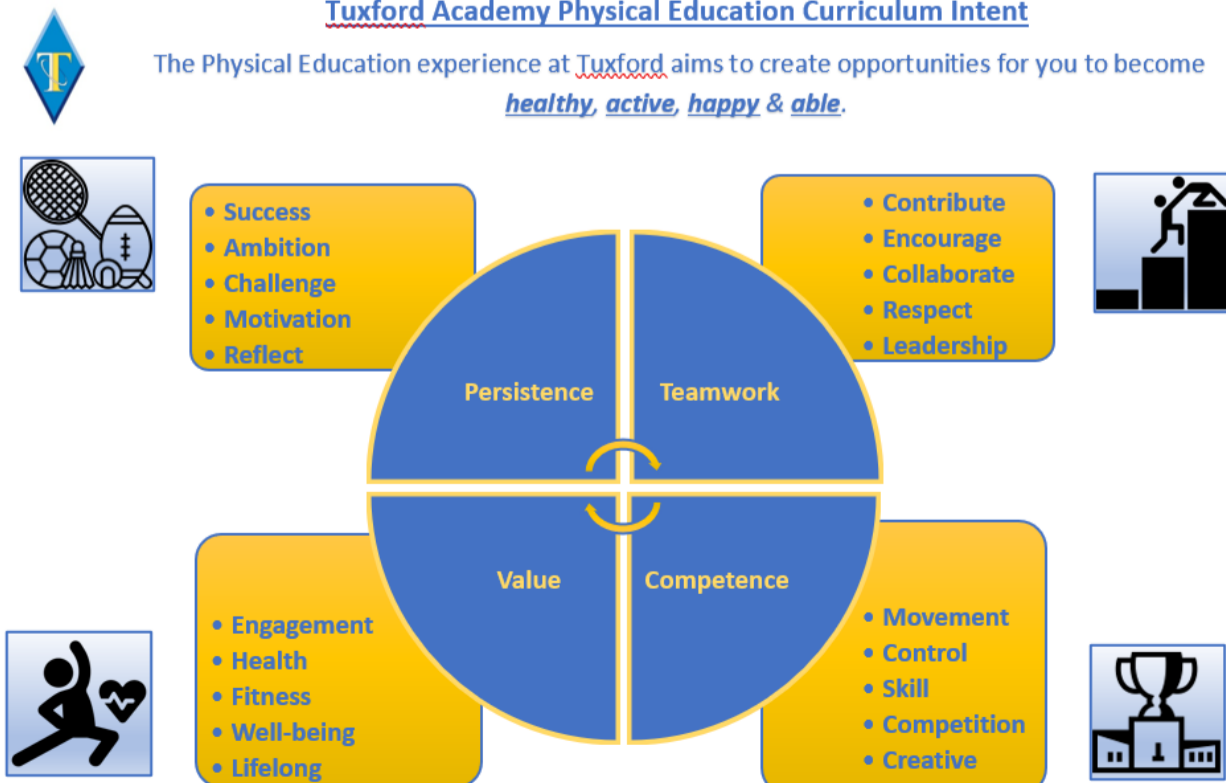 Tuxford Academy Physical Education Curriculum Intent
The Physical Education experience at Tuxford aims to create opportunities for you to become
healthy, active, happy & able.
• Success
• Ambition
• Challenge
• Motivation
• Reflect
• Contribute
• Encourage
• Collaborate
• Respect
• Leadership
Persistence
Teamwork
Value
Competence
• Engagement
• Health
• Fitness
• Well-being
• Lifelong
• Movement
• Control
• Skill
• Competition
• Creative